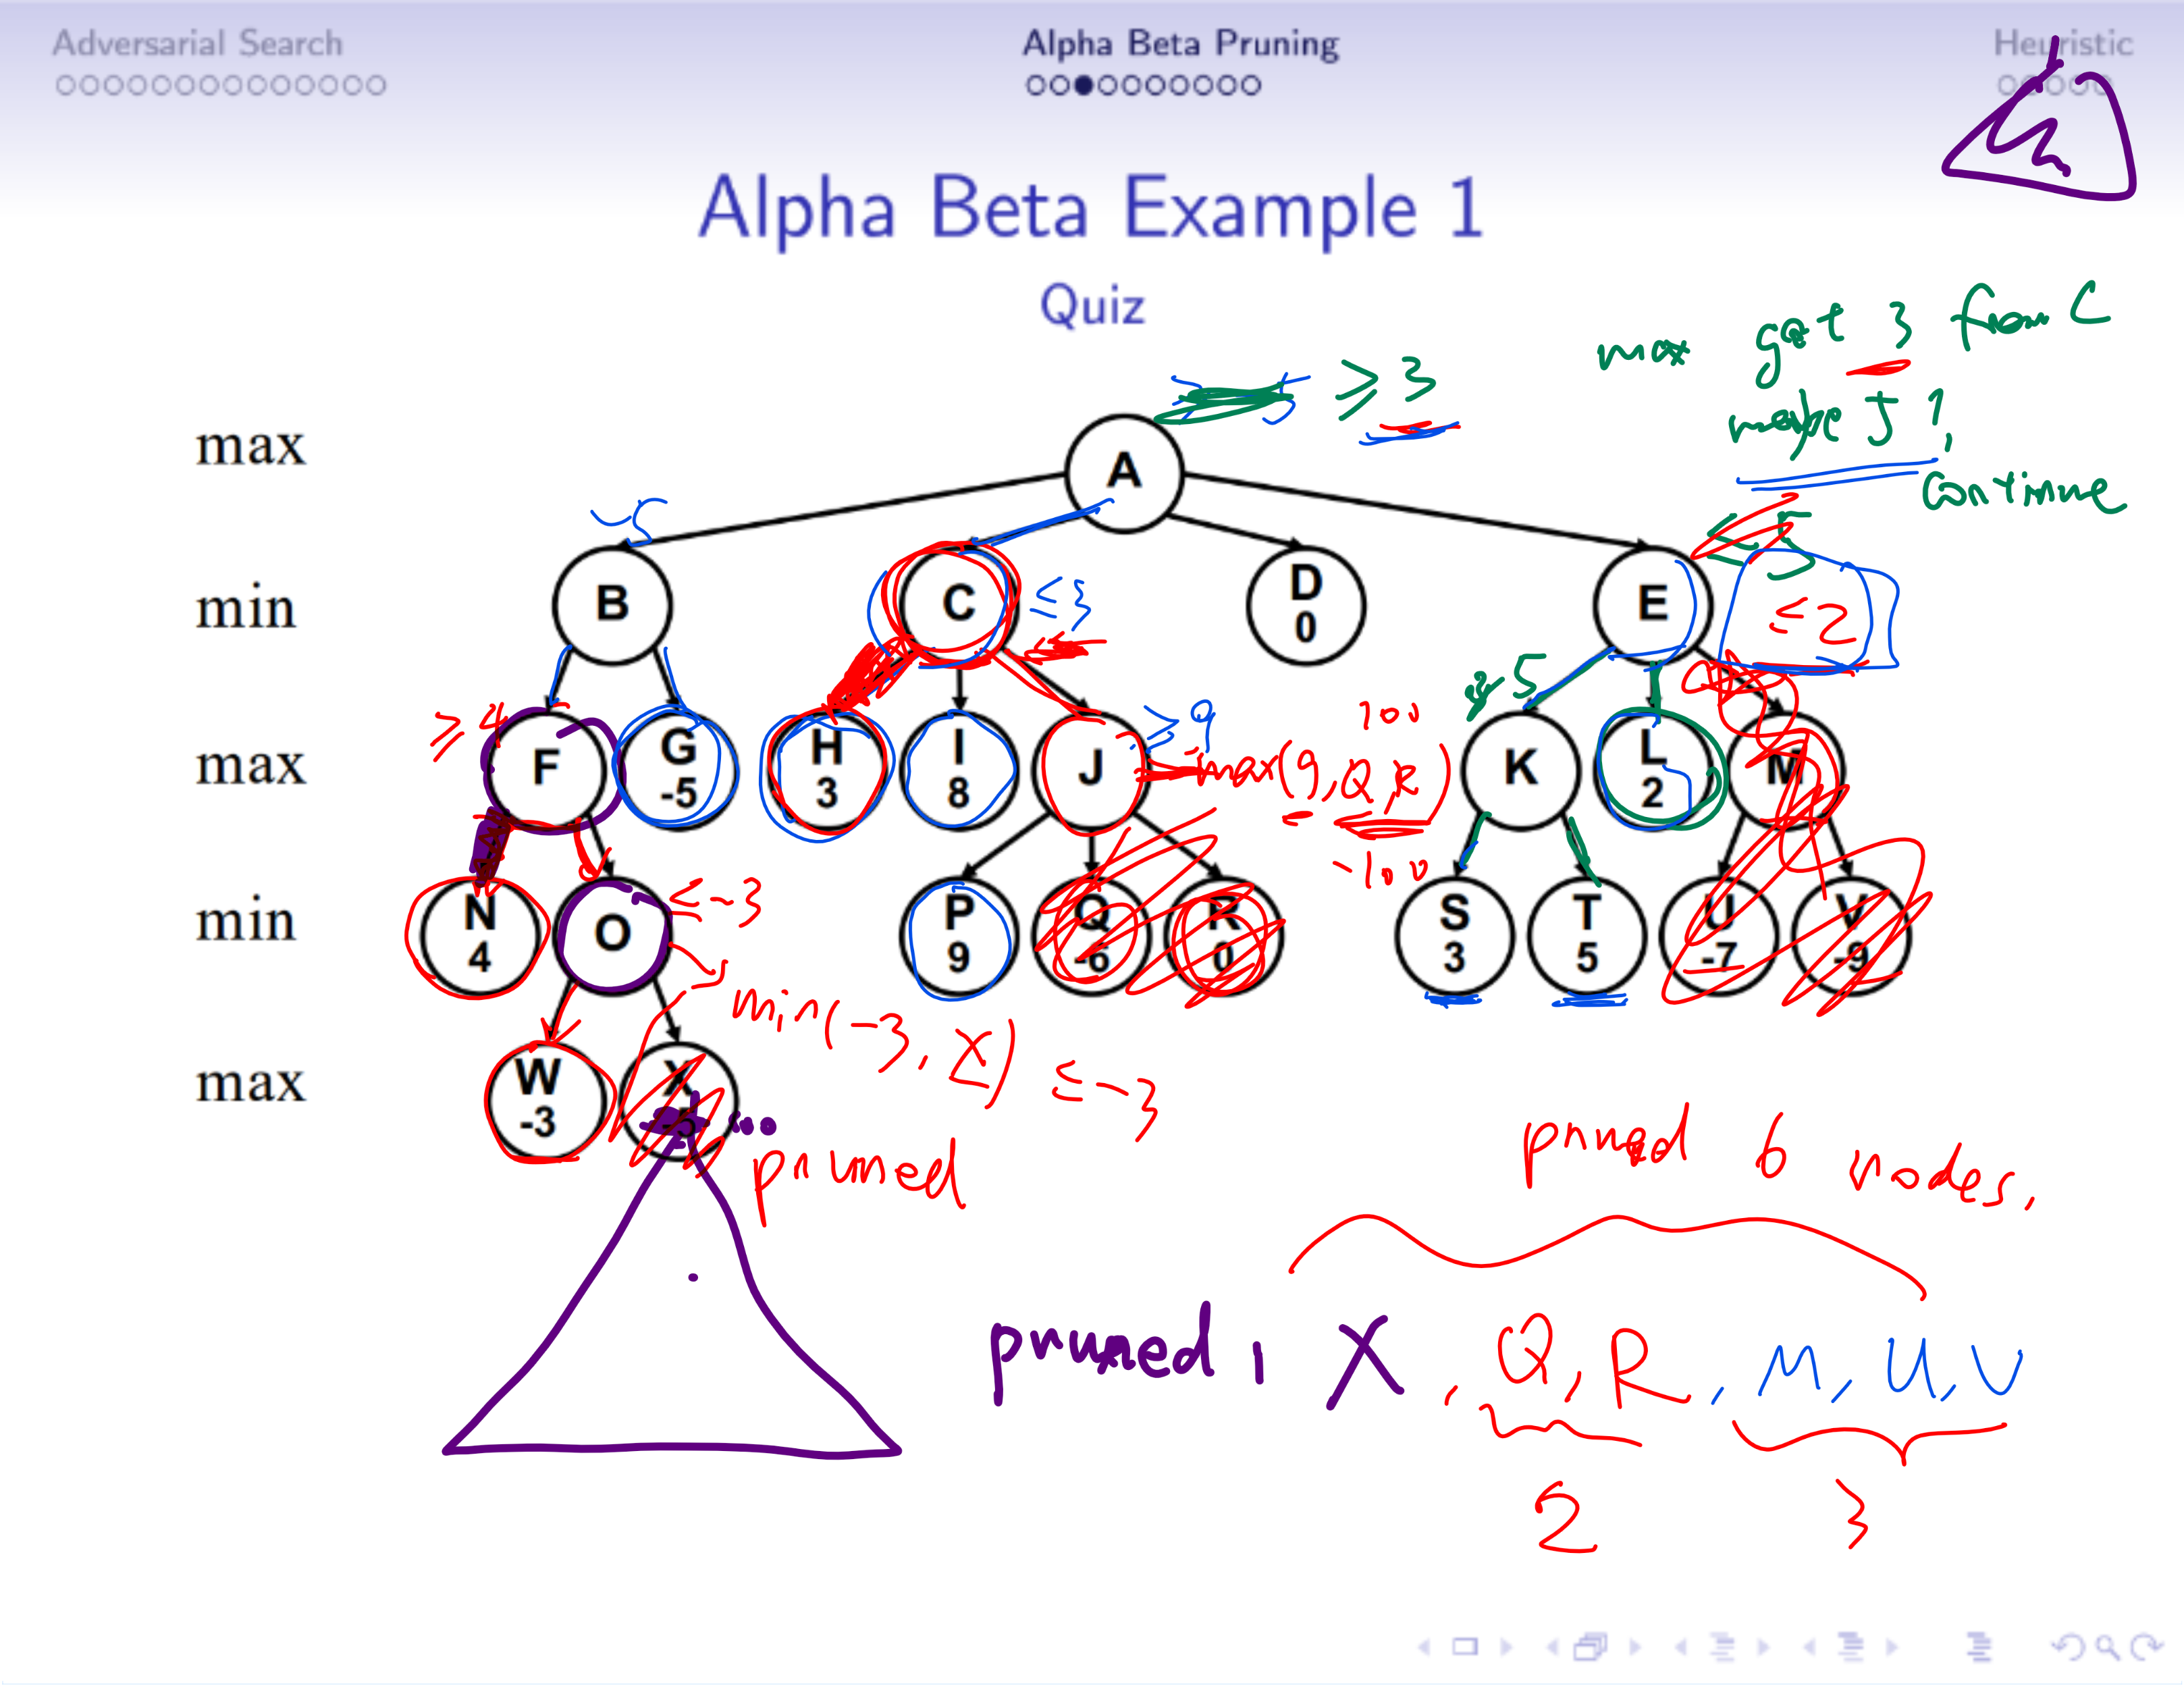 Adversarial Search Alpha Beta Pruning Heuristic
Alpha Beta Example 1
Quiz
max got 3 from C
≥ 3
maybe 5 !,
continue
max
A
-5
≤ 5
min
B
C
≤ 3
D
0
E
≤ 2
5
≥ 4
≥ 9
100
max
F
G
-5
H
3
I
8
J
max(9, Q, R)
K
L
2
M
-100
min
N
4
O
≤ -3
P
9
Q
-6
R
0
S
3
T
5
U
-7
V
-9
min(-3, X) ≤ -3
max
W
-3
X
-5
pruned
pruned 6 nodes,
pruned: X, Q, R, M, U, V
2 3